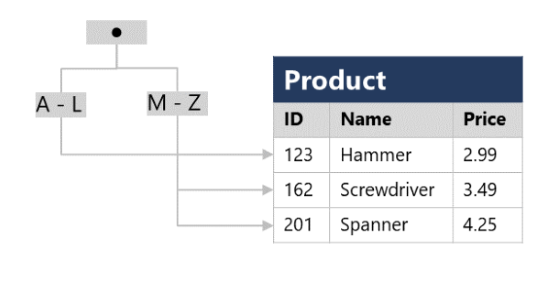 A - L
M - Z
Product
ID Name Price
123 Hammer 2.99
162 Screwdriver 3.49
201 Spanner 4.25